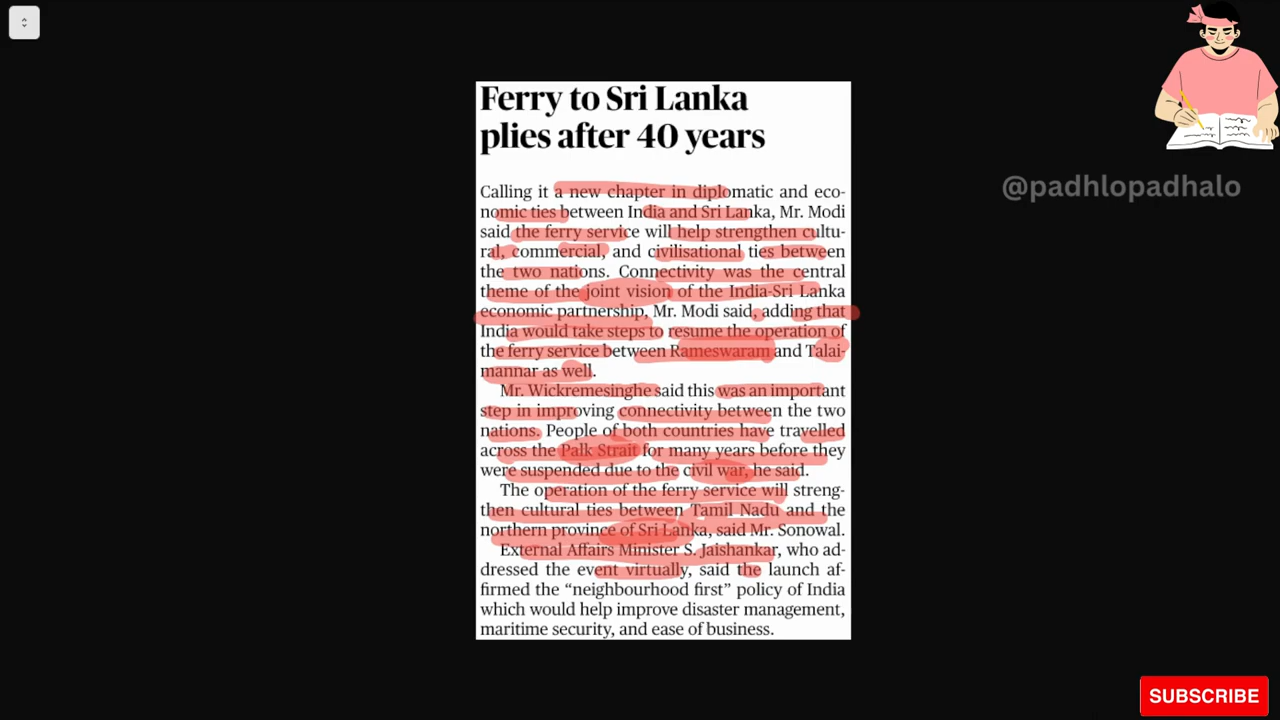 Ferry to Sri Lanka
plies after 40 years
Calling it a new chapter in diplomatic and eco-
nomic ties between India and Sri Lanka, Mr. Modi
said the ferry service will help strengthen cultu-
ral, commercial, and civilisational ties between
the two nations. Connectivity was the central
theme of the joint vision of the India-Sri Lanka
economic partnership, Mr. Modi said, adding that
India would take steps to resume the operation of
the ferry service between Rameswaram and Talai-
mannar as well.
Mr. Wickremesinghe said this was an important
step in improving connectivity between the two
nations. People of both countries have travelled
across the Palk Strait for many years before they
were suspended due to the civil war, he said.
The operation of the ferry service will streng-
then cultural ties between Tamil Nadu and the
northern province of Sri Lanka, said Mr. Sonowal.
External Affairs Minister S. Jaishankar, who ad-
dressed the event virtually, said the launch af-
firmed the “neighbourhood first” policy of India
which would help improve disaster management,
maritime security, and ease of business.
@padhlopadhalo
SUBSCRIBE